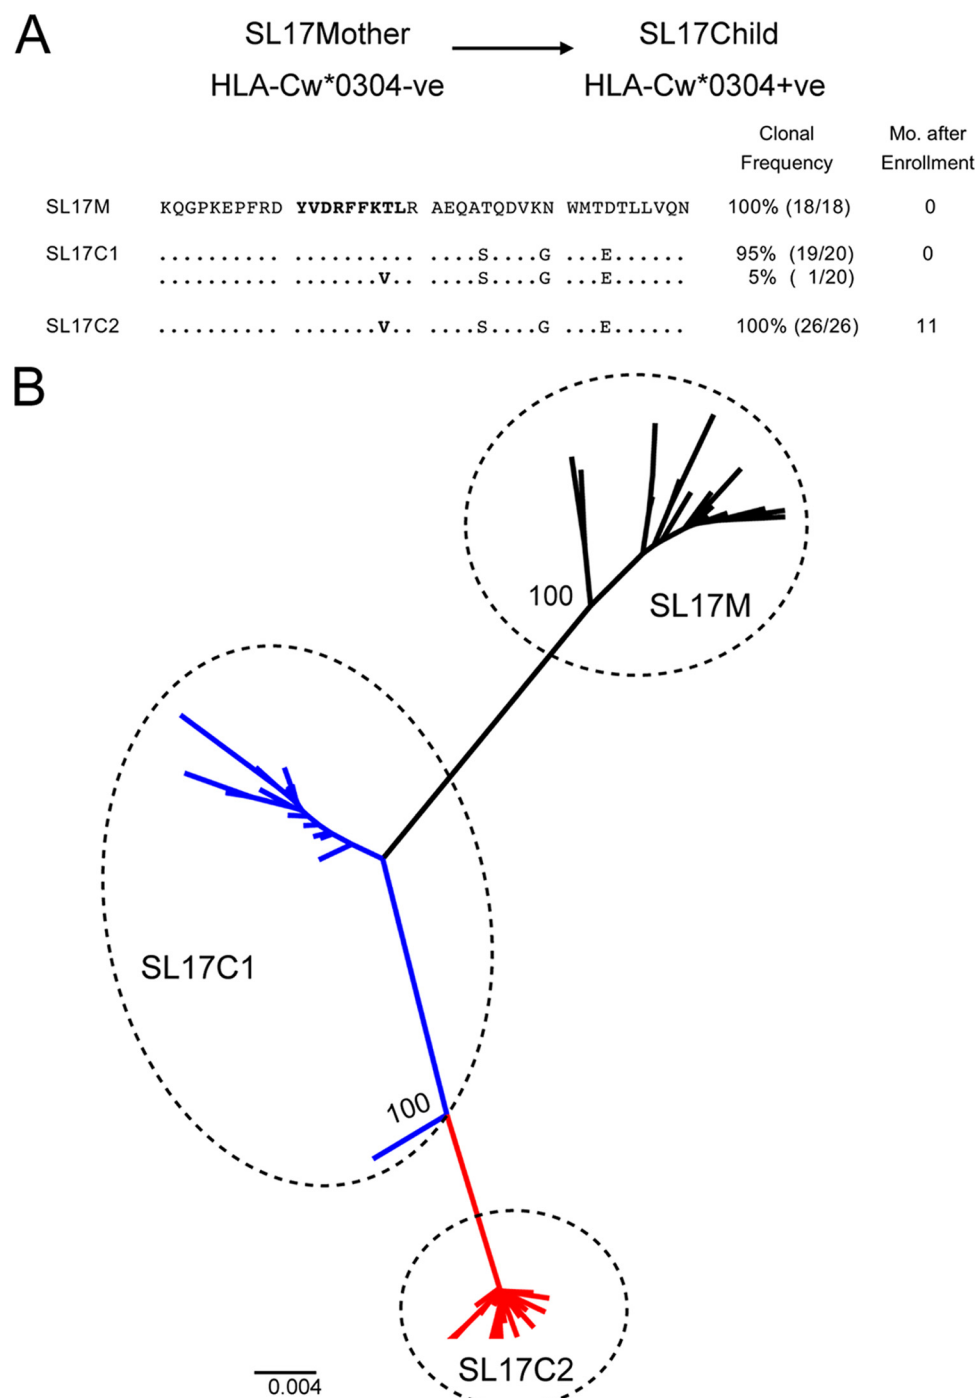 A
SL17Mother SL17Child
HLA-Cw*0304-ve HLA-Cw*0304+ve
Clonal Frequency Mo. after Enrollment
SL17M KQGPKEPFRD YVDRFFKTLR AEQATQDVKN WMTDTLLVQN 100% (18/18) 0
SL17C1 .......... .......... ....S....G ...E...... 95% (19/20) 0
.......... .......V.. ....S....G ...E...... 5% ( 1/20)
SL17C2 .......... .......V.. ....S....G ...E...... 100% (26/26) 11
B
100
SL17M
SL17C1
100
SL17C2
0.004